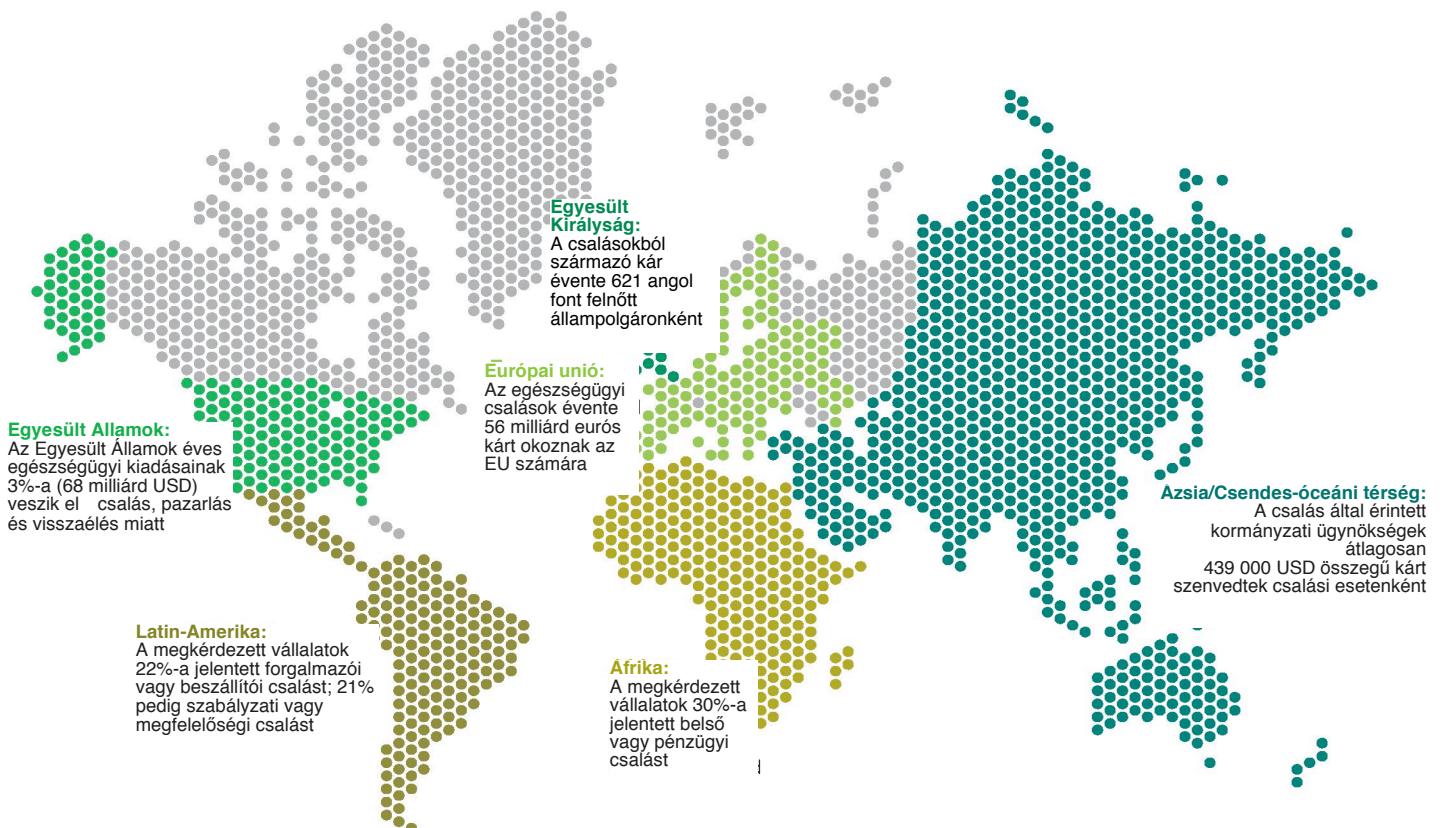 Egyesült
Királyság:
A csalásokból
származó kár
évente 621 angol
font felnőtt
állampolgáronként
Európai unió:
Az egészségügyi
csalások évente
56 milliárd eurós
kárt okoznak az
EU számára
Egyesült Allamok:
Az Egyesült Államok éves
egészségügyi kiadásainak
3%-a (68 milliárd USD)
veszik el csalás, pazarlás
és visszaélés miatt
Azsia/Csendes-óceáni térség:
A csalás által érintett
kormányzati ügynökségek
átlagosan
439 000 USD összegű kárt
szenvedtek csalási esetenként
Latin-Amerika:
A megkérdezett vállalatok
22%-a jelentett forgalmazói
vagy beszállítói csalást; 21%
pedig szabályzati vagy
megfelelőségi csalást
Afrika:
A megkérdezett
vállalatok 30%-a
jelentett belső
vagy pénzügyi
csalást